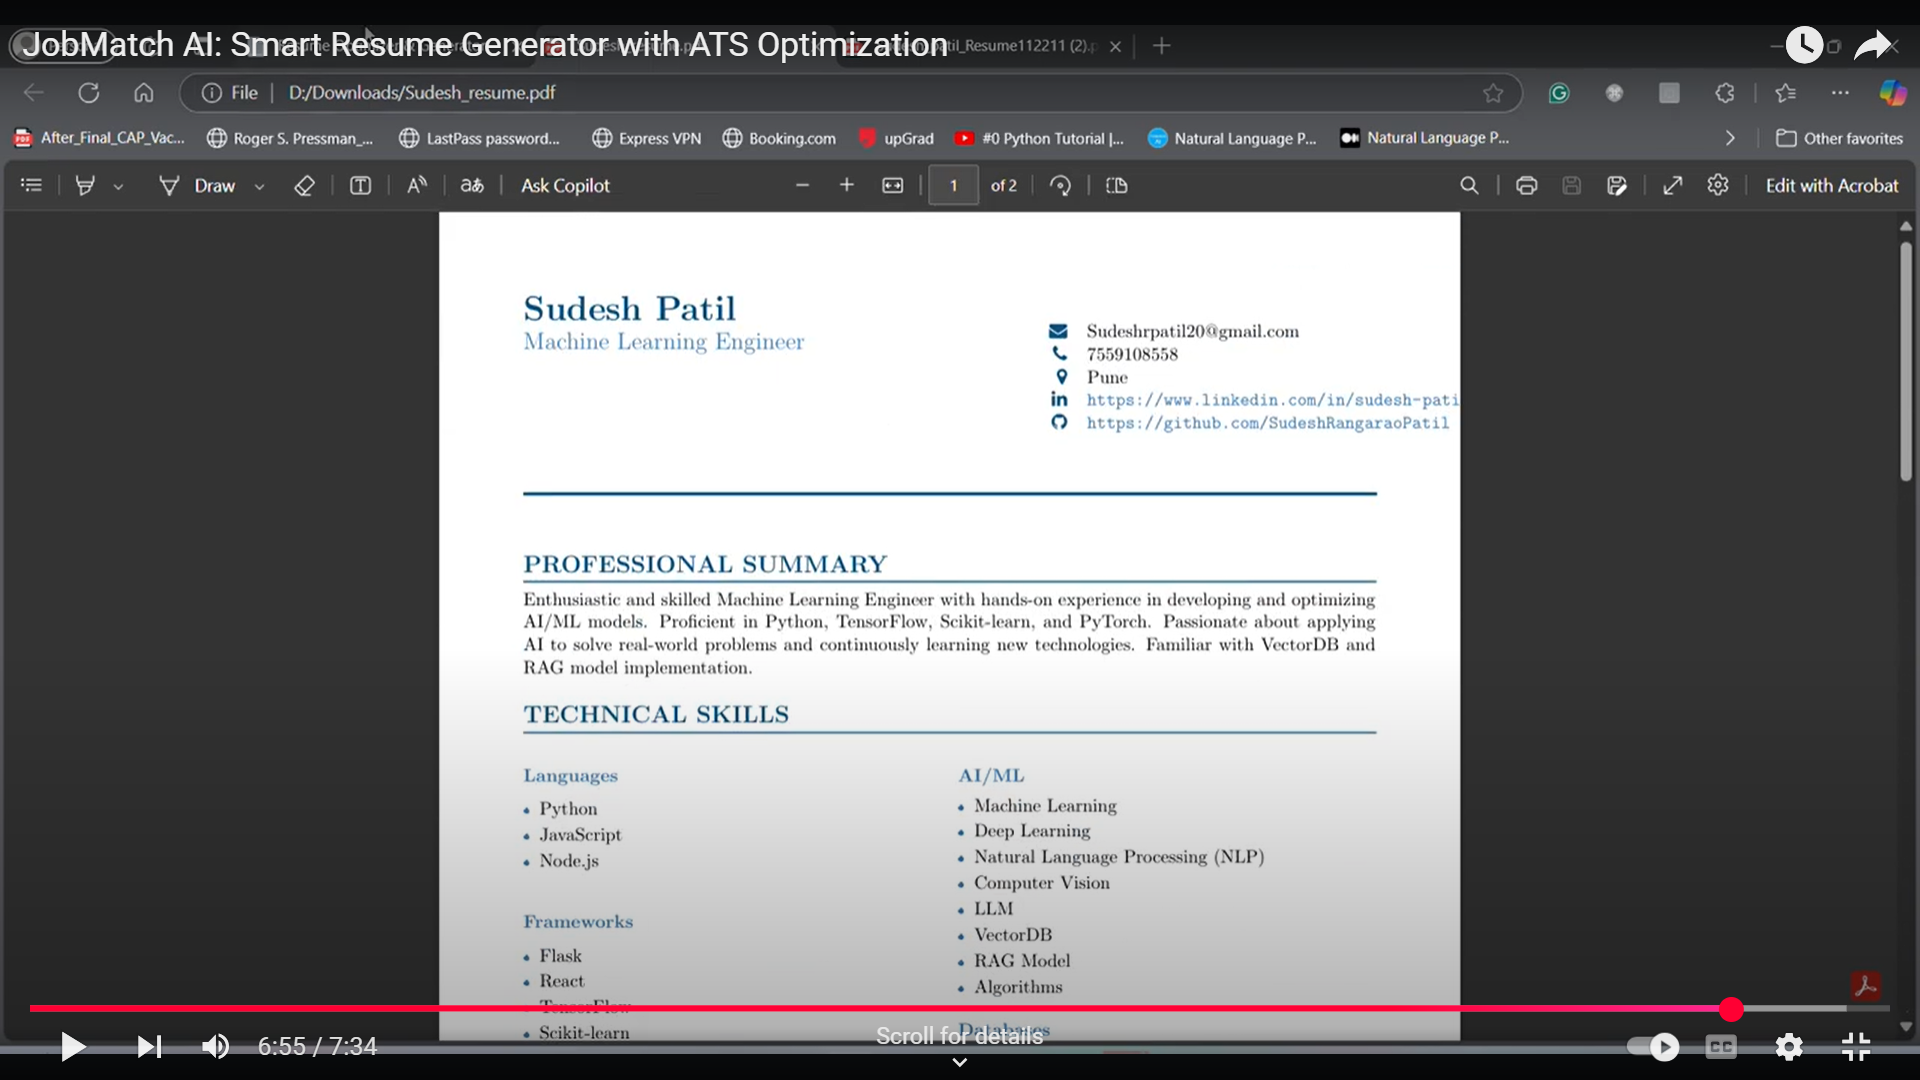 JobMatch AI: Smart Resume Generator with ATS Optimization
atil_Resume112211 (2).p
File
D:/Downloads/Sudesh_resume.pdf
After_Final_CAP_Vac...
Roger S. Pressman_...
LastPass password...
Express VPN
Booking.com
upGrad
#0 Python Tutorial |...
Natural Language P...
Natural Language P...
Other favorites
Draw
Ask Copilot
1 of 2
Edit with Acrobat
Sudesh Patil
Machine Learning Engineer
Sudeshrpatil20@gmail.com
7559108558
Pune
https://www.linkedin.com/in/sudesh-pati
https://github.com/SudeshRangaraoPatil
PROFESSIONAL SUMMARY
Enthusiastic and skilled Machine Learning Engineer with hands-on experience in developing and optimizing
AI/ML models. Proficient in Python, TensorFlow, Scikit-learn, and PyTorch. Passionate about applying
AI to solve real-world problems and continuously learning new technologies. Familiar with VectorDB and
RAG model implementation.
TECHNICAL SKILLS
Languages
• Python
• JavaScript
• Node.js
Frameworks
• Flask
• React
TensorFlow
• Scikit-learn
AI/ML
• Machine Learning
• Deep Learning
• Natural Language Processing (NLP)
• Computer Vision
• LLM
• VectorDB
• RAG Model
• Algorithms
Databases
Scroll for details
6:55 / 7:34
CC